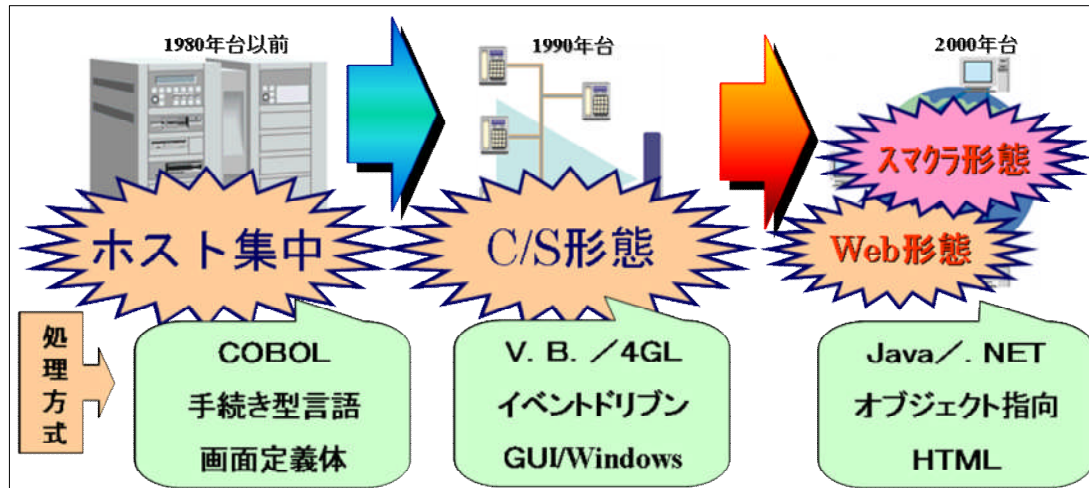 1980年台以前
1990年台
2000年台
ホスト集中
C/S形態
スマクラ形態
Web形態
処理方式
COBOL
手続き型言語
画面定義体
V. B. ／4GL
イベントドリブン
GUI/Windows
Java／. NET
オブジェクト指向
HTML